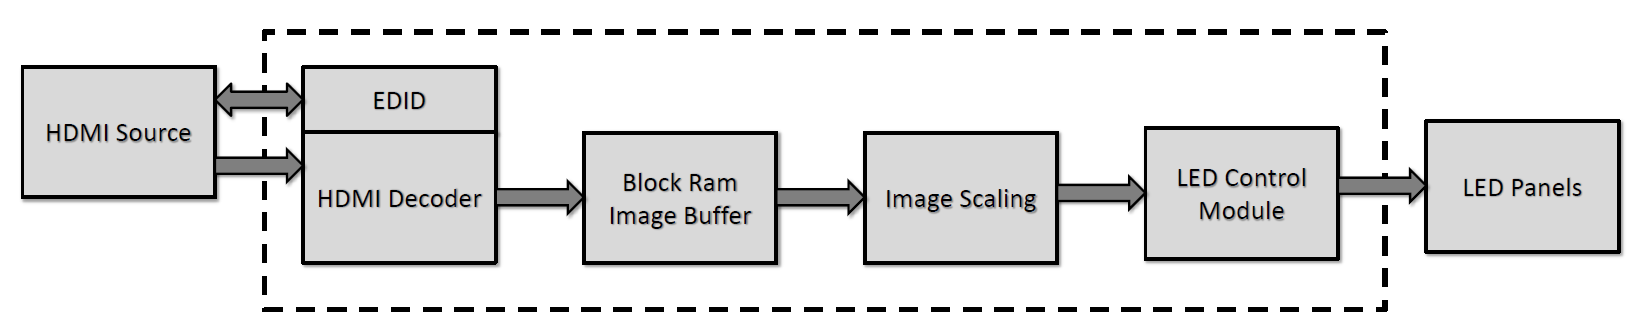 HDMI Source
EDID
HDMI Decoder
Block Ram
Image Buffer
Image Scaling
LED Control
Module
LED Panels